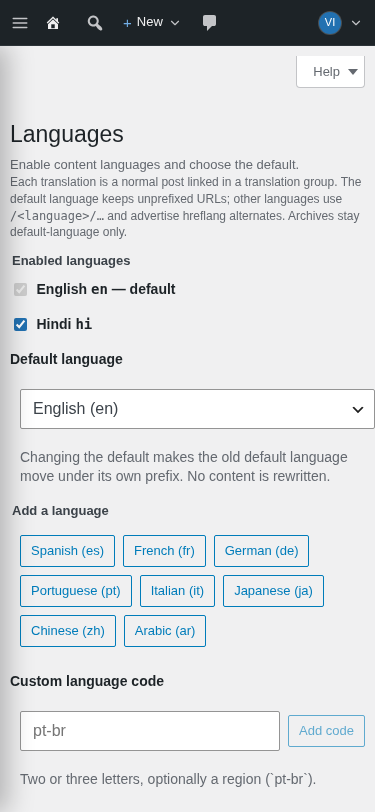 + New
VI
Help
Languages
Enable content languages and choose the default.
Each translation is a normal post linked in a translation group. The
default language keeps unprefixed URLs; other languages use
/<language>/… and advertise hreflang alternates. Archives stay
default-language only.
Enabled languages
English en — default
Hindi hi
Default language
English (en)
Changing the default makes the old default language
move under its own prefix. No content is rewritten.
Add a language
Spanish (es) French (fr) German (de)
Portuguese (pt) Italian (it) Japanese (ja)
Chinese (zh) Arabic (ar)
Custom language code
pt-br Add code
Two or three letters, optionally a region (`pt-br`).